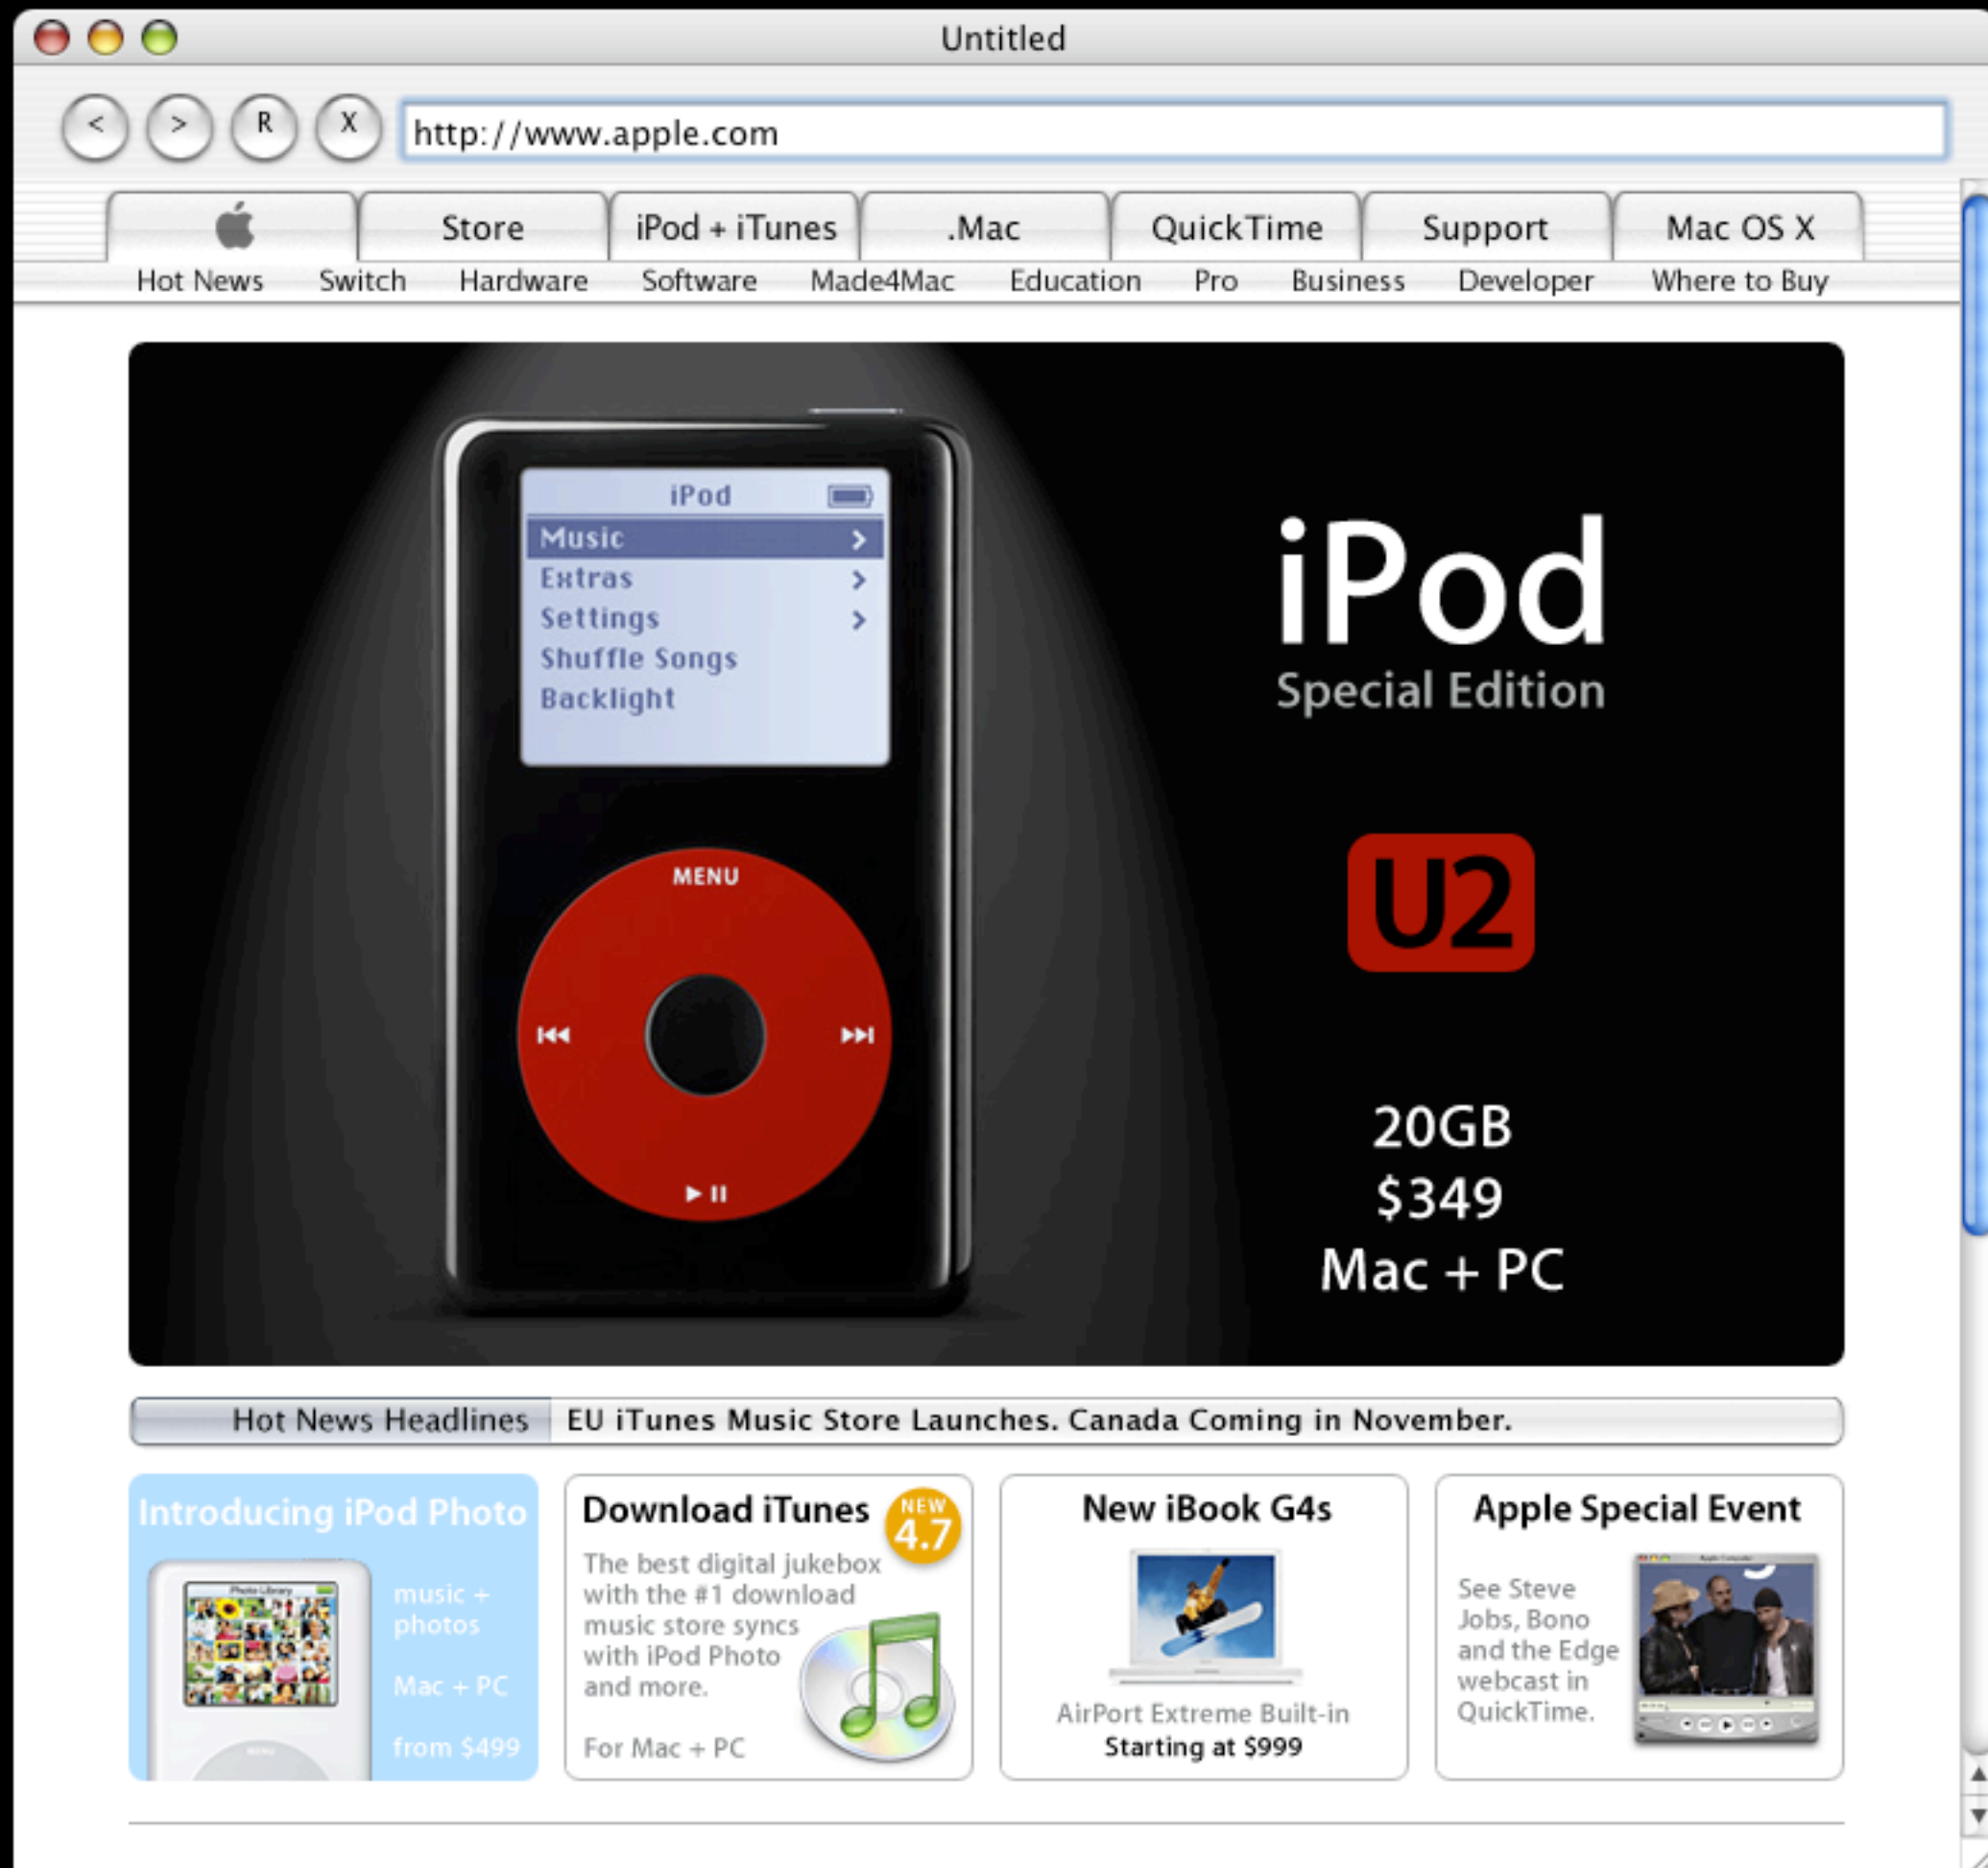 Untitled
< > R X http://www.apple.com
Store iPod + iTunes .Mac QuickTime Support Mac OS X
Hot News Switch Hardware Software Made4Mac Education Pro Business Developer Where to Buy
iPod
Music
Extras
Settings
Shuffle Songs
Backlight
MENU
iPod
Special Edition
U2
20GB
$349
Mac + PC
Hot News Headlines EU iTunes Music Store Launches. Canada Coming in November.
Introducing iPod Photo
Photo Library
music +
photos
Mac + PC
from $499
MENU
Download iTunes
NEW
4.7
The best digital jukebox
with the #1 download
music store syncs
with iPod Photo
and more.
For Mac + PC
New iBook G4s
AirPort Extreme Built-in
Starting at $999
Apple Special Event
See Steve
Jobs, Bono
and the Edge
webcast in
QuickTime.